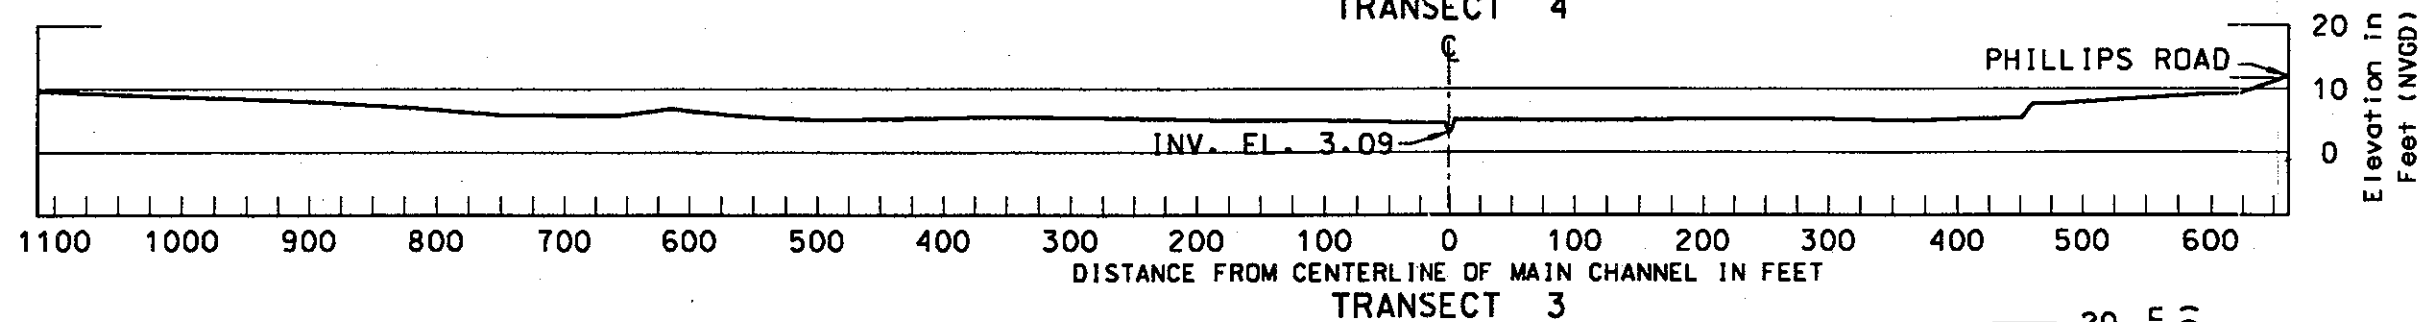 TRANSECT 4
℄
20
PHILLIPS ROAD
10
INV. EL. 3.09
0
Elevation in
Feet (NVGD)
1100 1000 900 800 700 600 500 400 300 200 100 0 100 200 300 400 500 600
DISTANCE FROM CENTERLINE OF MAIN CHANNEL IN FEET
TRANSECT 3
20